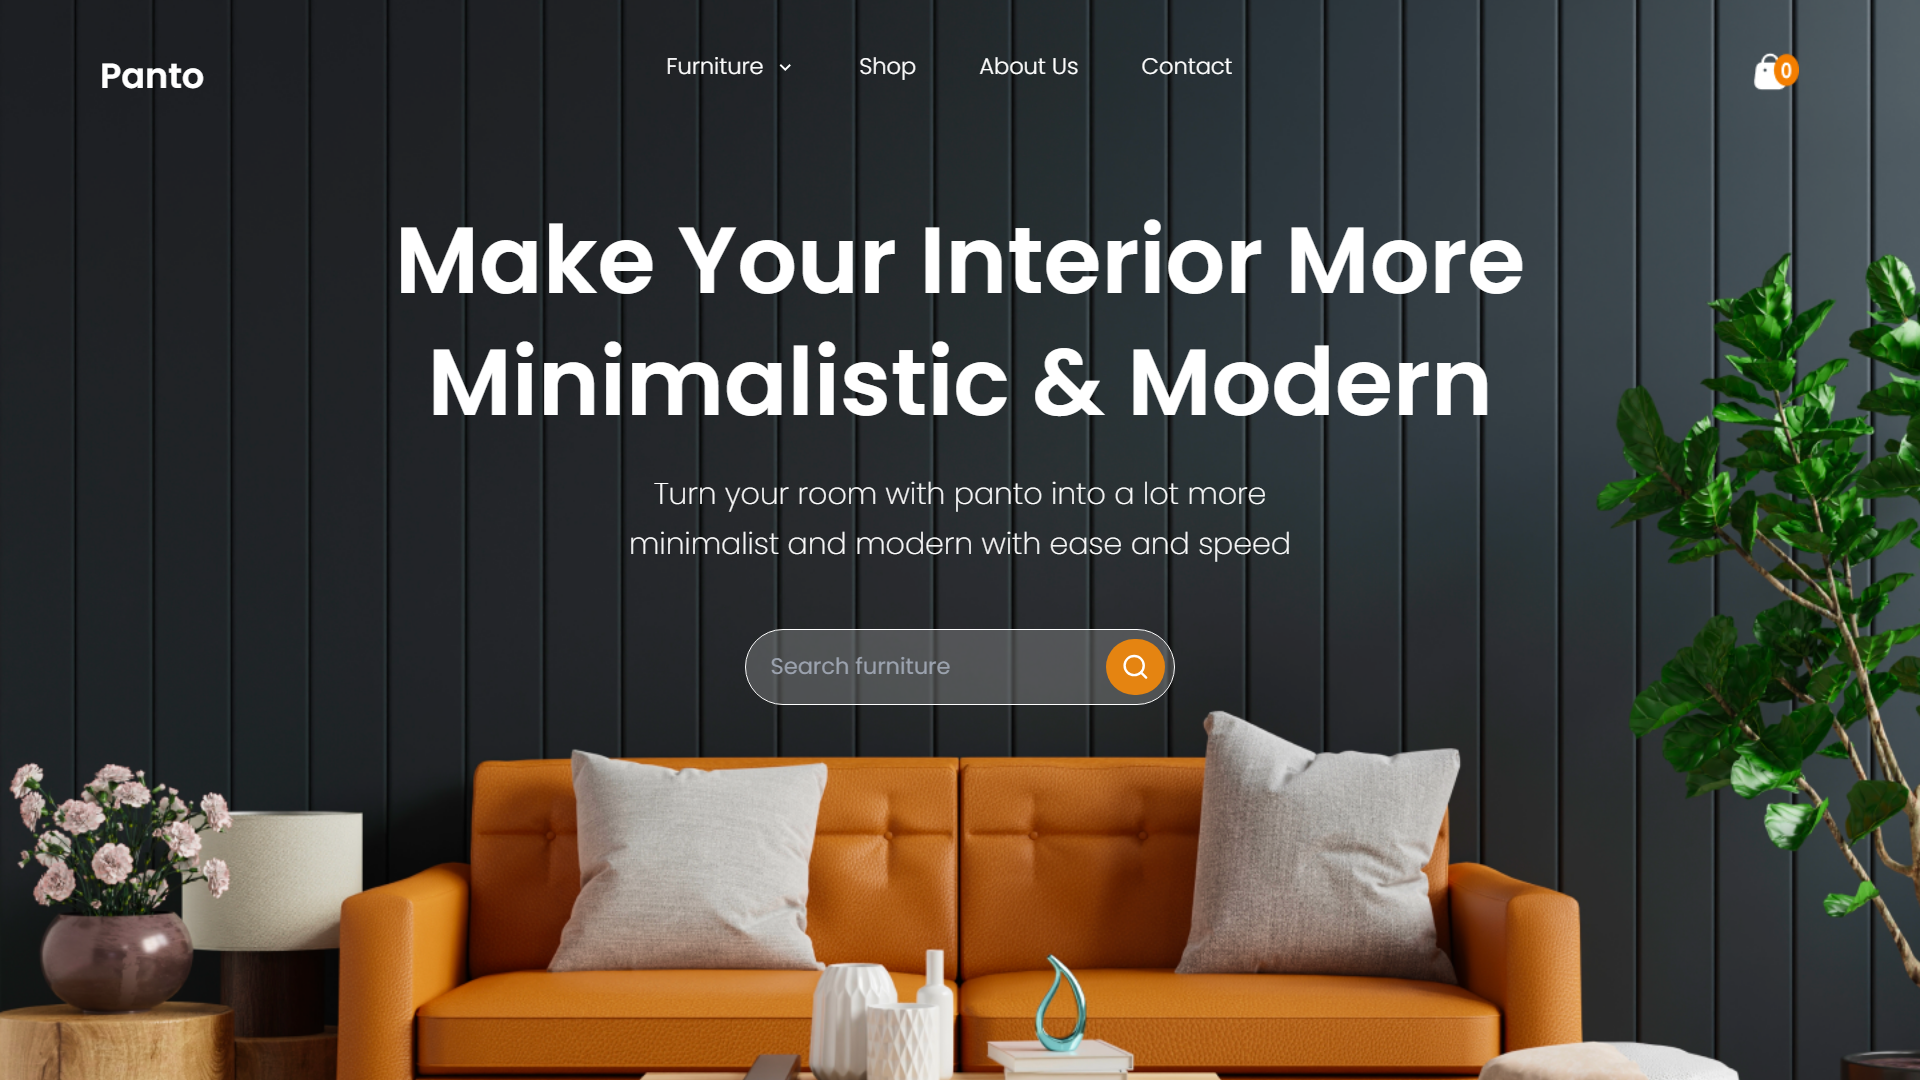 Panto
Furniture
Shop
About Us
Contact
0
Make Your Interior More
Minimalistic & Modern
Turn your room with panto into a lot more
minimalist and modern with ease and speed
Search furniture